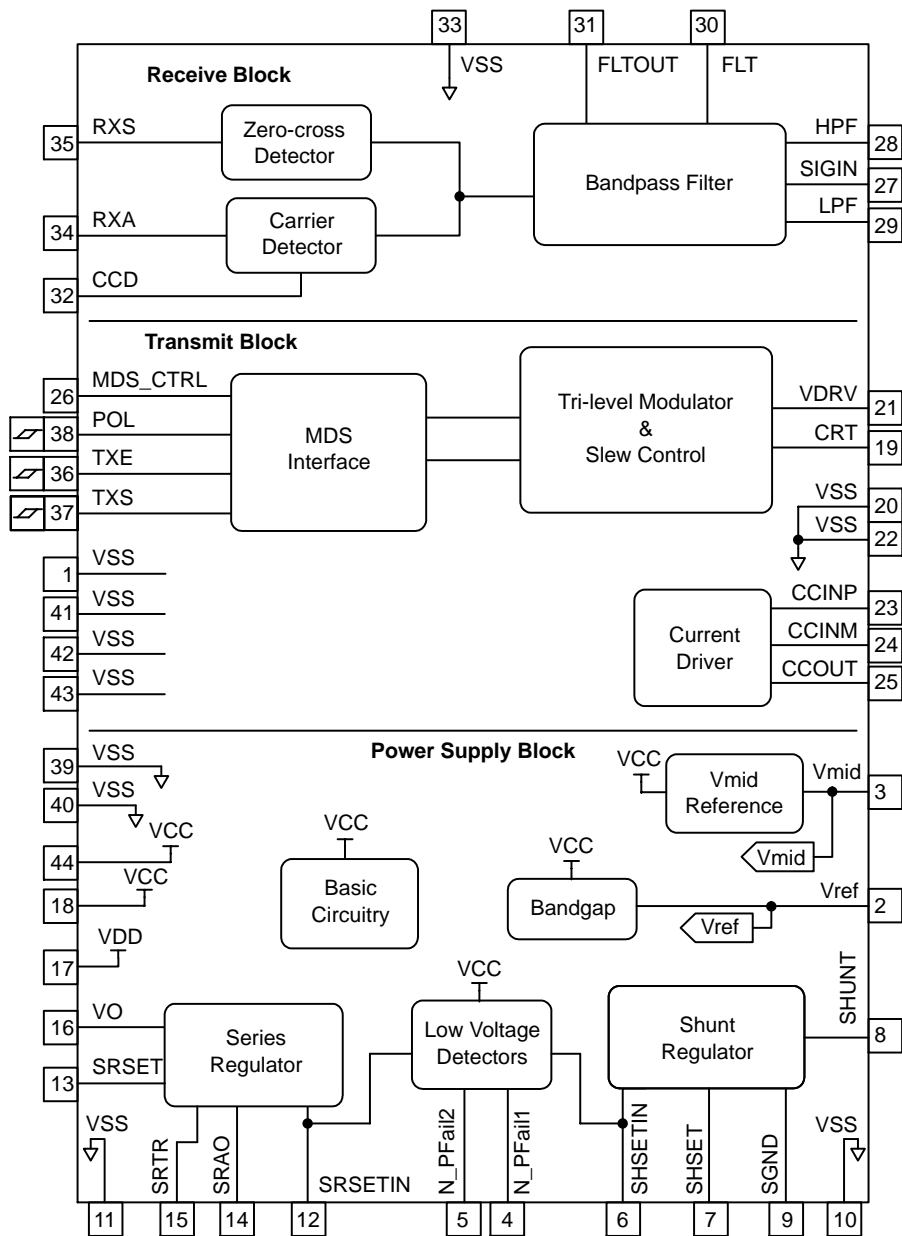 33
31
30
VSS
FLTOUT
FLT
Receive Block
35
RXS
Zero-cross
Detector
Bandpass Filter
HPF
28
SIGIN
27
LPF
29
34
RXA
Carrier
Detector
32
CCD
Transmit Block
26
MDS_CTRL
38
POL
36
TXE
37
TXS
MDS
Interface
Tri-level Modulator
&
Slew Control
VDRV
21
CRT
19
VSS
20
VSS
22
1
VSS
41
VSS
42
VSS
43
VSS
Current
Driver
CCINP
23
CCINM
24
CCOUT
25
Power Supply Block
39
VSS
40
VSS
44
VCC
18
VCC
17
VDD
VCC
Basic
Circuitry
VCC
Vmid
Reference
Vmid
3
Vmid
VCC
Bandgap
Vref
2
Vref
16
VO
13
SRSET
Series
Regulator
VCC
Low Voltage
Detectors
Shunt
Regulator
SHUNT
8
VSS
SRTR
SRAO
SRSETIN
N_PFail2
N_PFail1
SHSETIN
SHSET
SGND
VSS
11
15
14
12
5
4
6
7
9
10